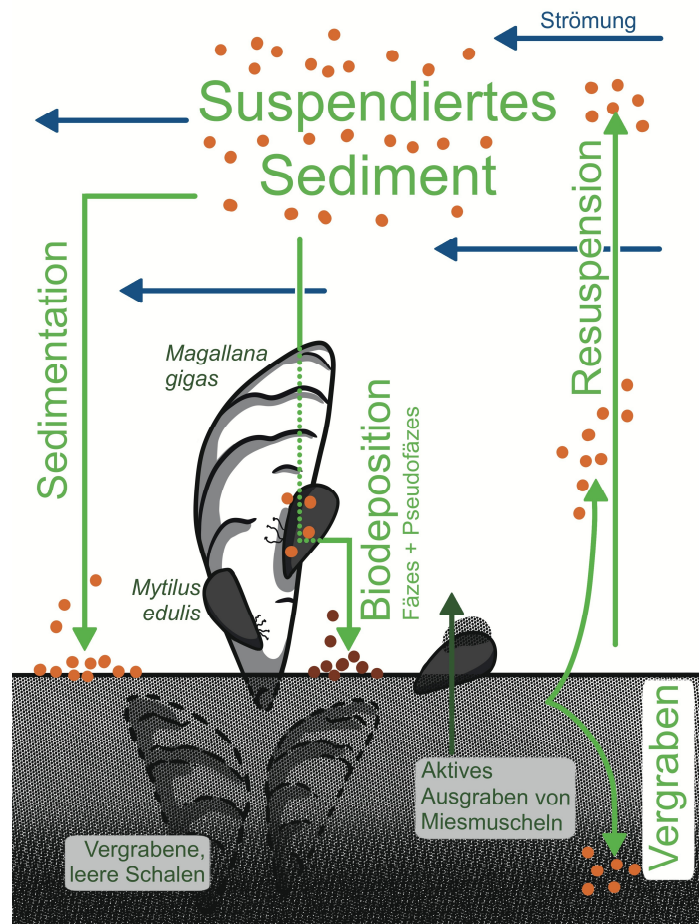 Strömung
Suspendiertes
Sediment
Resuspension
Sedimentation
Magallana
gigas
Biodeposition
Fäzes + Pseudofäzes
Mytilus
edulis
Vergraben
Aktives
Ausgraben von
Miesmuscheln
Vergrabene,
leere Schalen